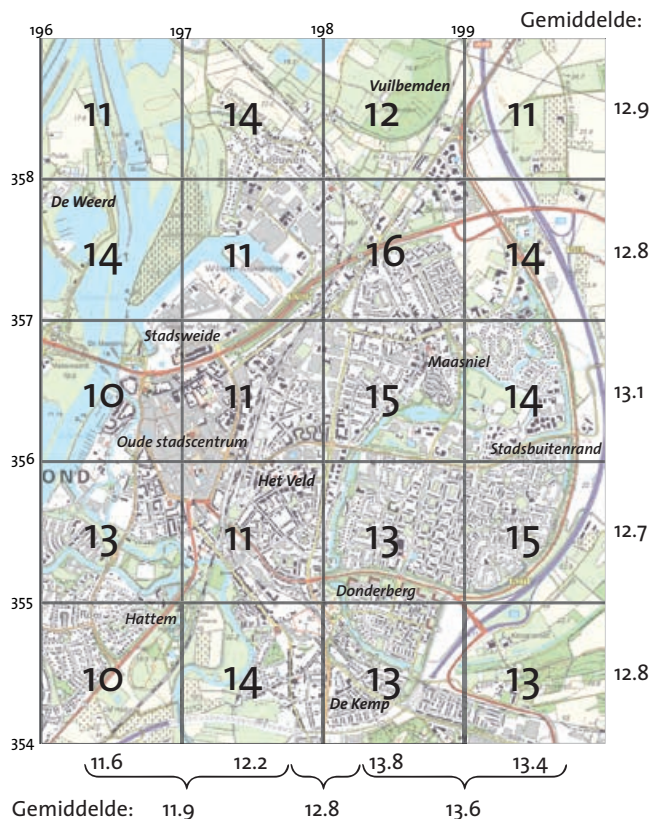 Gemiddelde:
196 197 198 199
Vuilbemden
11 14 12 11 12.9
358
De Weerd
14 11 16 14 12.8
357
Stadsweide
Maasniel
10 11 15 14 13.1
Oude stadscentrum
Stadsbuitenrand
356
OND
Het Veld
13 11 13 15 12.7
Donderberg
355
Hattem
10 14 13 13 12.8
De Kemp
354
11.6 12.2 13.8 13.4
Gemiddelde: 11.9 12.8 13.6